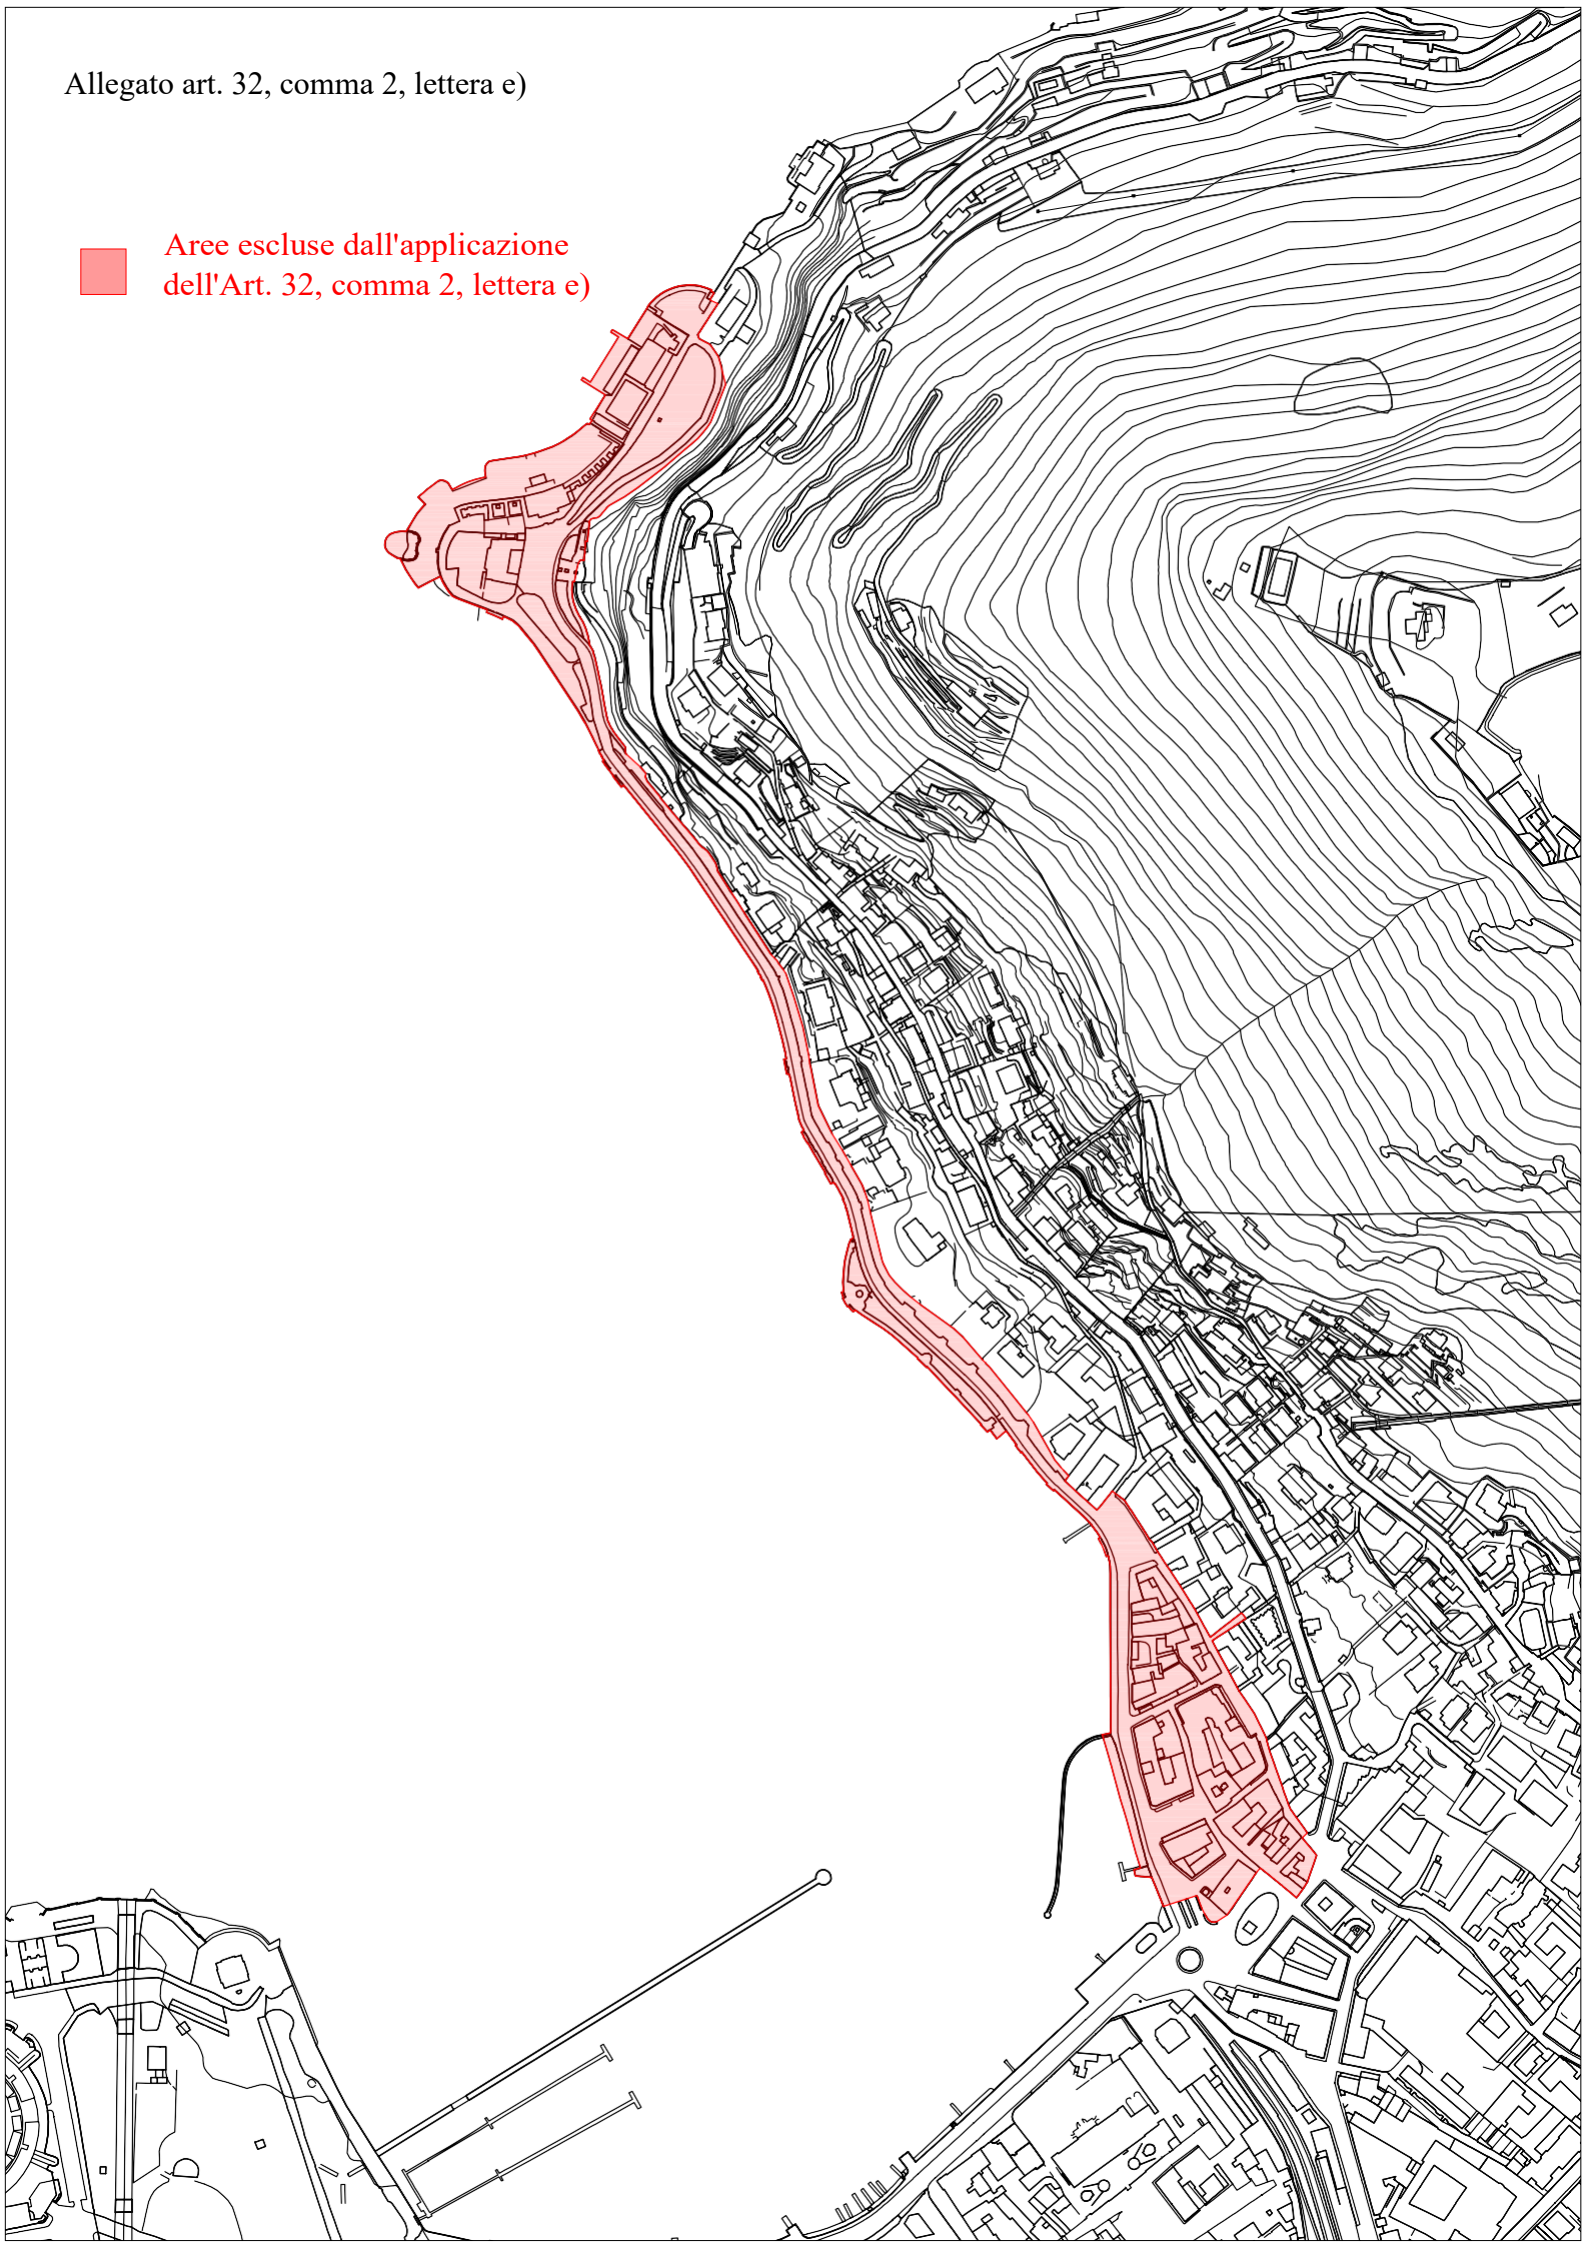 Allegato art. 32, comma 2, lettera e)
Aree escluse dall'applicazione
dell'Art. 32, comma 2, lettera e)